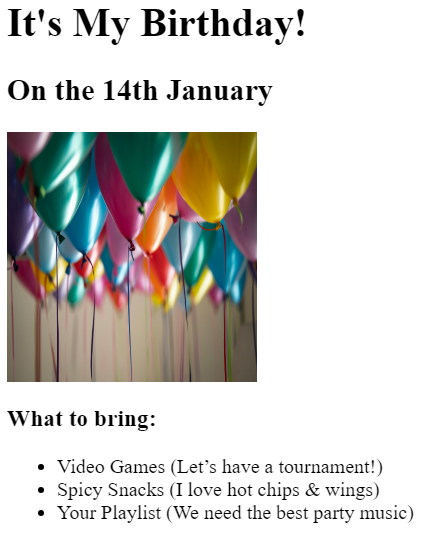 It's My Birthday!
On the 14th January
What to bring:
Video Games (Let’s have a tournament!)
Spicy Snacks (I love hot chips & wings)
Your Playlist (We need the best party music)